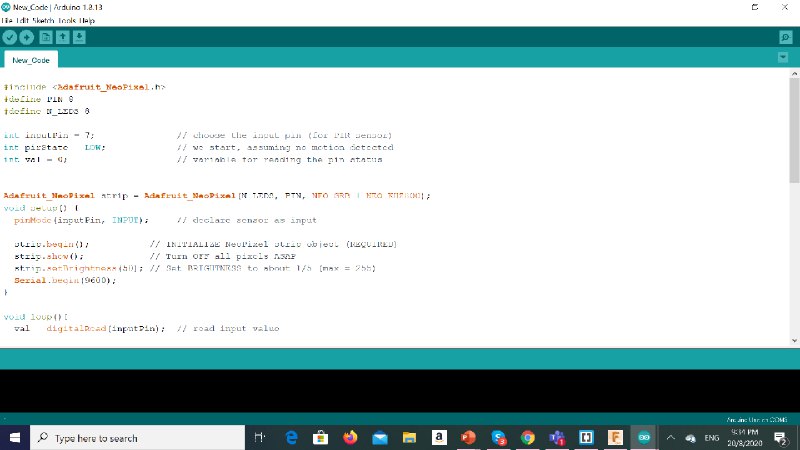 New_Code | Arduino 1.8.13
File Edit Sketch Tools Help
New_Code
#include <Adafruit_NeoPixel.h>
#define PIN 8
#define N_LEDS 8
int inputPin = 7; // choose the input pin (for PIR sensor)
int pirState = LOW; // we start, assuming no motion detected
int val = 0; // variable for reading the pin status
Adafruit_NeoPixel strip = Adafruit_NeoPixel(N_LEDS, PIN, NEO_GRB + NEO_KHZ800);
void setup() {
pinMode(inputPin, INPUT); // declare sensor as input
strip.begin(); // INITIALIZE NeoPixel strip object (REQUIRED)
strip.show(); // Turn OFF all pixels ASAP
strip.setBrightness(50); // Set BRIGHTNESS to about 1/5 (max = 255)
Serial.begin(9600);
}
void loop(){
val = digitalRead(inputPin); // read input value
Arduino Uno on COM5
Type here to search
ENG
9:34 PM
20/8/2020
2